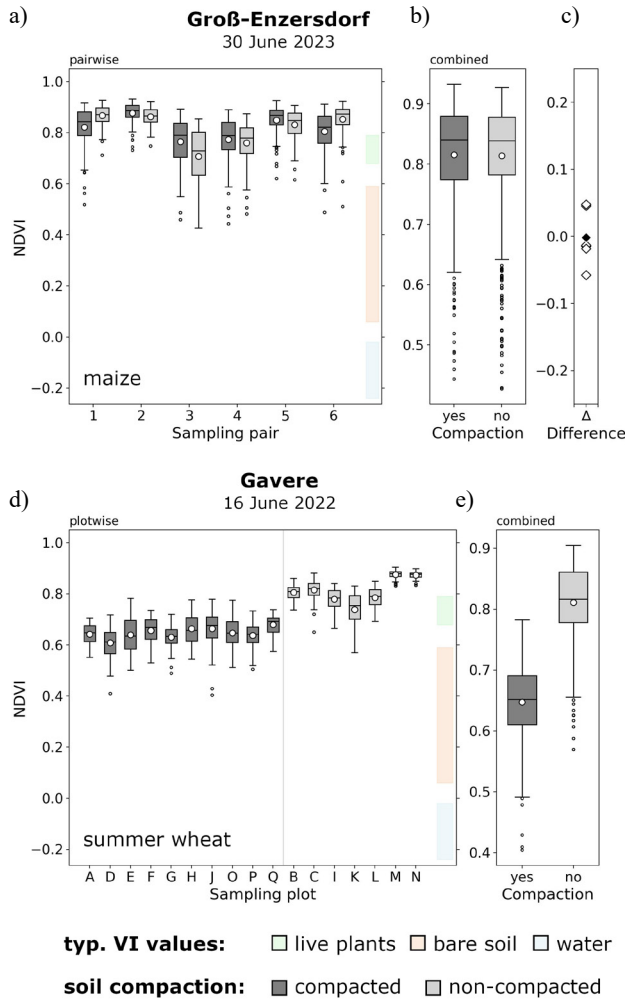 a)
Groß-Enzersdorf
30 June 2023
b)
c)
pairwise
combined
1.0
0.8
0.6
0.4
0.2
0.0
−0.2
NDVI
maize
1 2 3 4 5 6
Sampling pair
0.9
0.8
0.7
0.6
0.5
yes no
Compaction
0.2
0.1
0.0
−0.1
−0.2
Δ
Difference
Gavere
16 June 2022
d)
e)
plotwise
combined
1.0
0.8
0.6
0.4
0.2
0.0
−0.2
NDVI
summer wheat
A D E F G H J O P Q B C I K L M N
Sampling plot
0.9
0.8
0.7
0.6
0.5
0.4
yes no
Compaction
typ. VI values: live plants bare soil water
soil compaction: compacted non-compacted